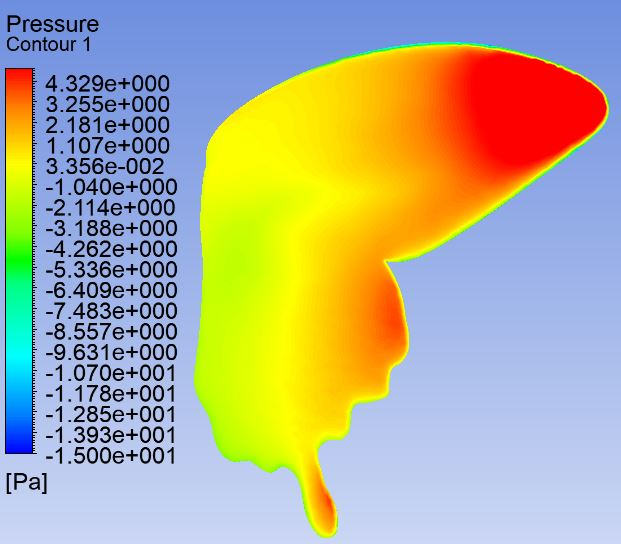 Pressure
Contour 1
4.329e+000
3.255e+000
2.181e+000
1.107e+000
3.356e-002
-1.040e+000
-2.114e+000
-3.188e+000
-4.262e+000
-5.336e+000
-6.409e+000
-7.483e+000
-8.557e+000
-9.631e+000
-1.070e+001
-1.178e+001
-1.285e+001
-1.393e+001
-1.500e+001
[Pa]